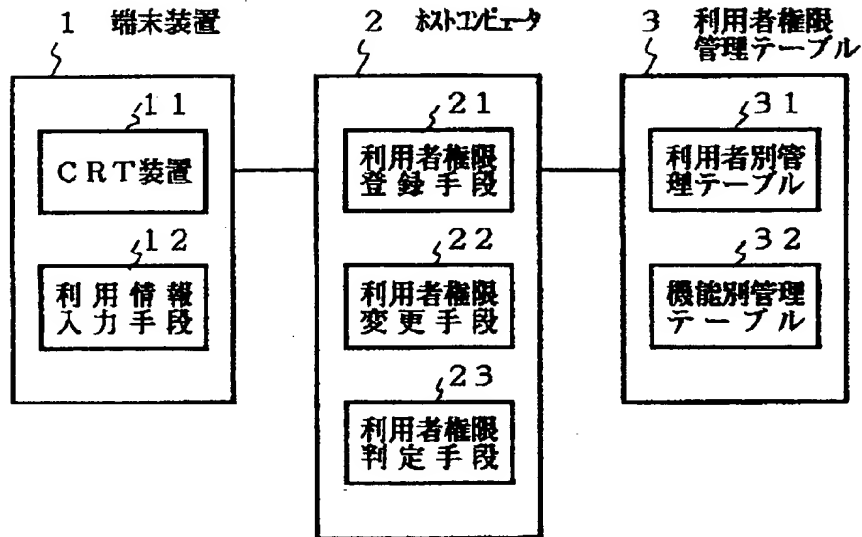 1 端末装置
11
CRT装置
12
利用情報
入力手段
2 ホストコンピュータ
21
利用者権限
登録手段
22
利用者権限
変更手段
23
利用者権限
判定手段
3 利用者権限
管理テーブル
31
利用者別管
理テーブル
32
機能別管理
テーブル